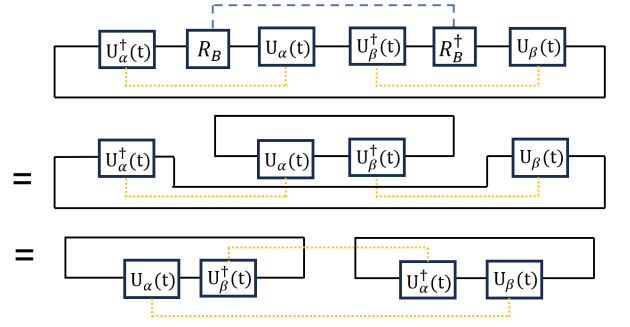 U†α(t) R_B Uα(t) U†β(t) R†_B Uβ(t)
= U†α(t) Uα(t) U†β(t) Uβ(t)
= Uα(t) U†β(t) U†α(t) Uβ(t)